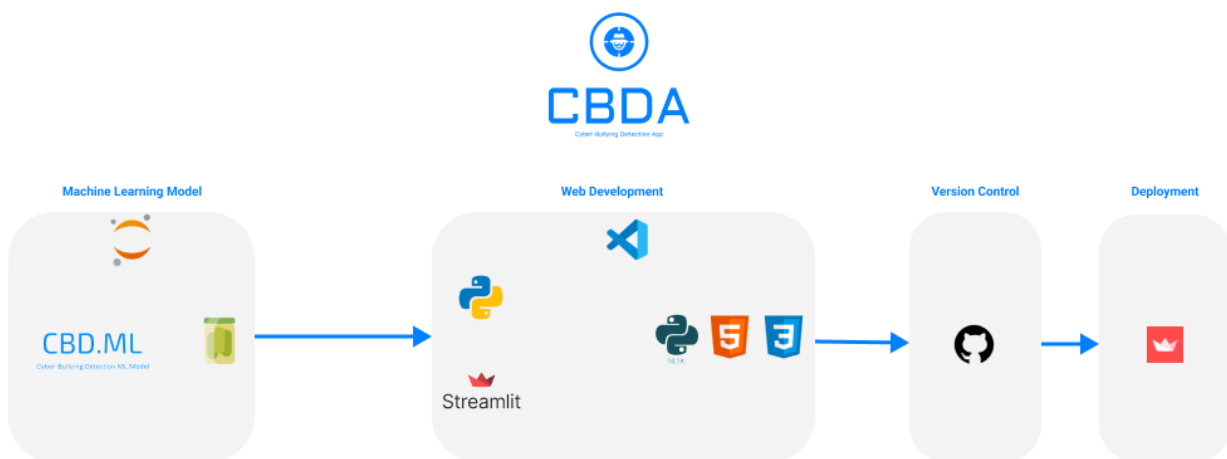 CBDA
Cyber-Bullying Detection App
Machine Learning Model
Web Development
Version Control
Deployment
CBD.ML
Cyber-Bullying Detection ML Model
NLTK
5
3
Streamlit